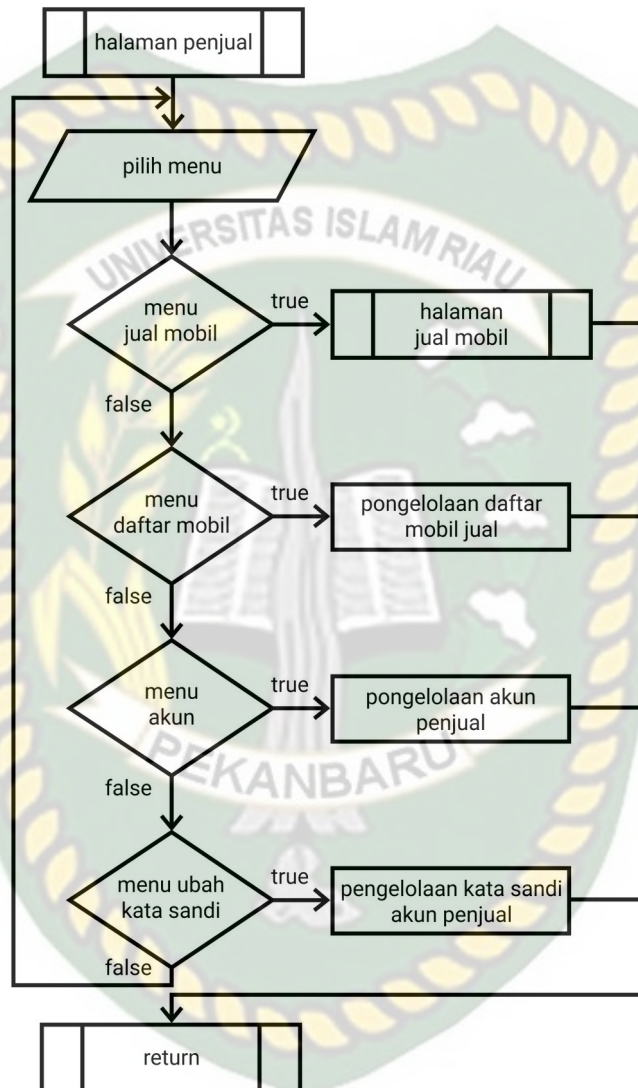 halaman penjual
pilih menu
UNIVERSITAS ISLAM RIAU
menu
jual mobil
true
halaman
jual mobil
false
menu
daftar mobil
true
pongelolaan daftar
mobil jual
false
menu
akun
true
pongelolaan akun
penjual
PEKANBARU
false
menu ubah
kata sandi
true
pengelolaan kata sandi
akun penjual
false
return